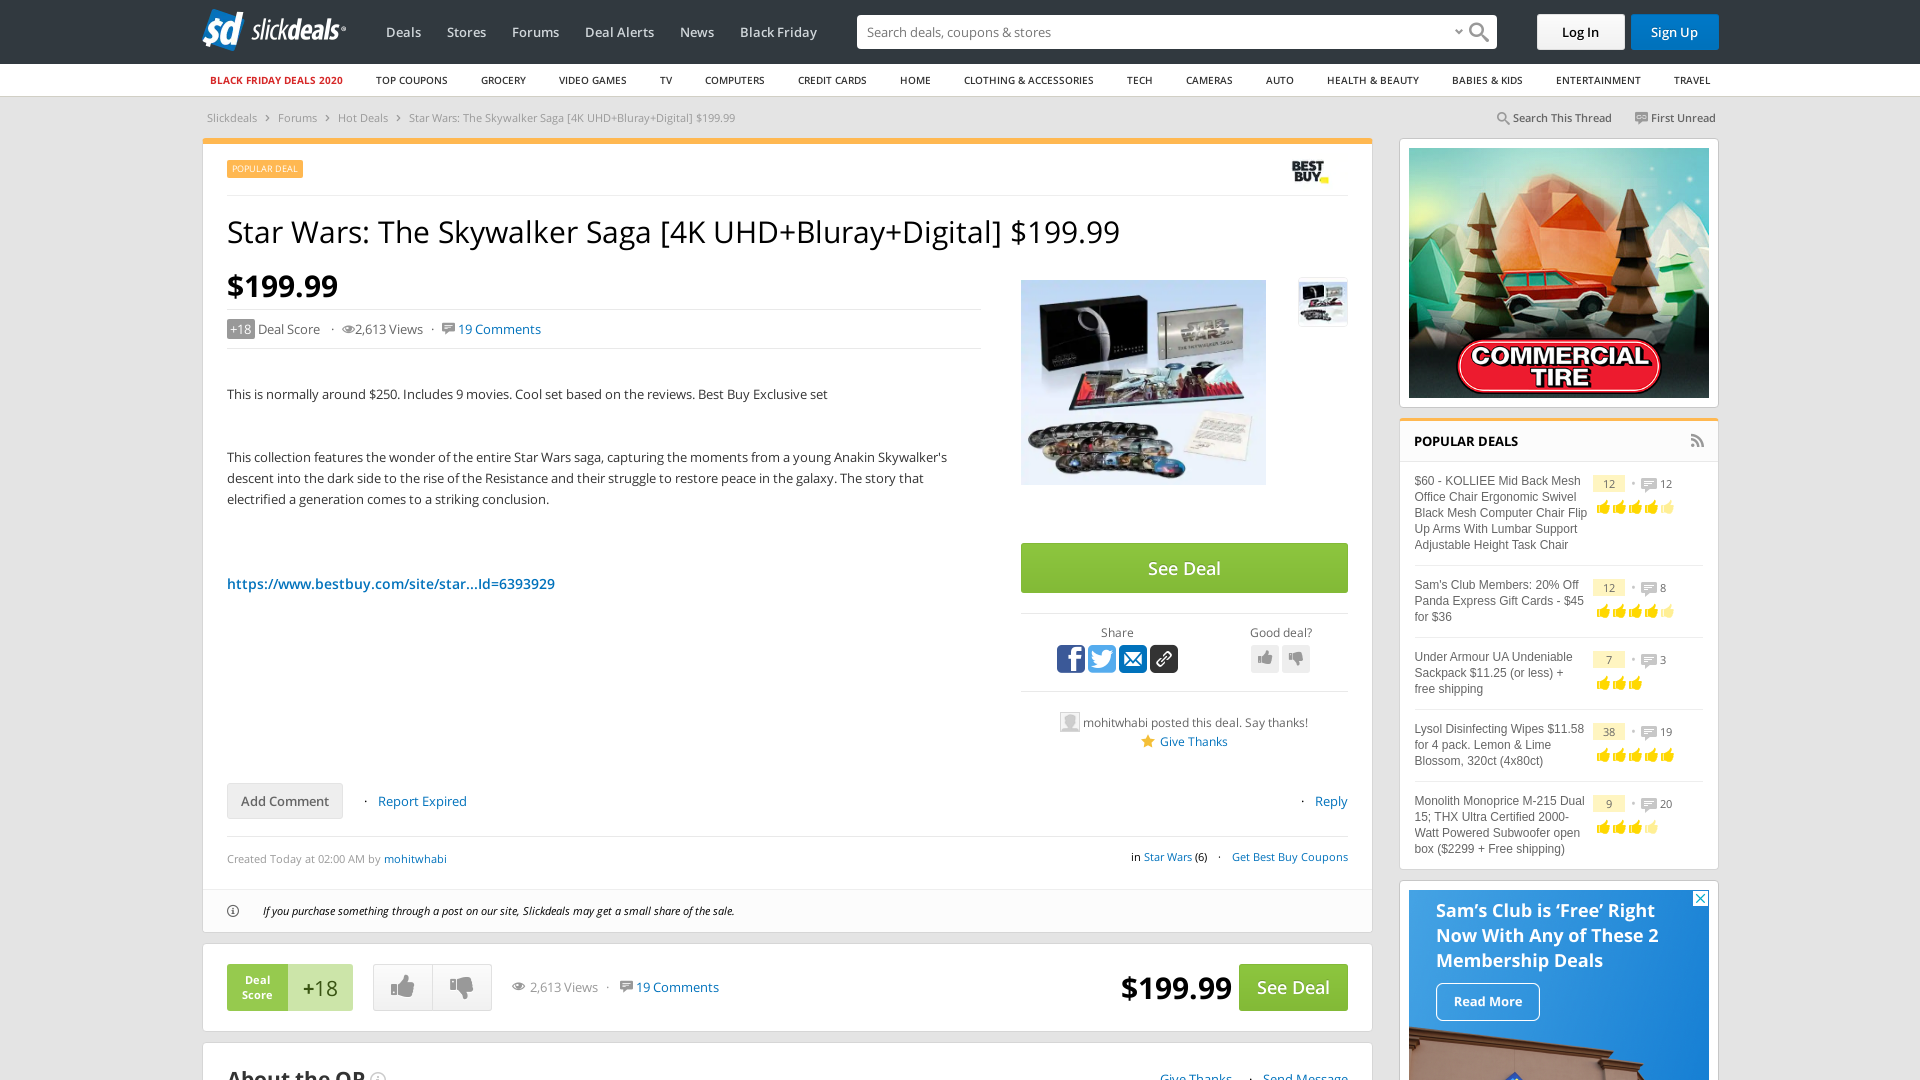 sd slickdeals
Deals Stores Forums Deal Alerts News Black Friday
Search deals, coupons & shops
Log In
Sign Up
BLACK FRIDAY DEALS 2020 TOP COUPONS GROCERY VIDEO GAMES TV COMPUTERS CREDIT CARDS HOME CLOTHING & ACCESSORIES TECH CAMERAS AUTO HEALTH & BEAUTY BABIES & KIDS ENTERTAINMENT TRAVEL
Slickdeals > Forums > Hot Deals > Star Wars: The Skywalker Saga [4K UHD+Bluray+Digital] $199.99
Search This Thread
First Unread
POPULAR DEAL
BEST
BUY
Star Wars: The Skywalker Saga [4K UHD+Bluray+Digital] $199.99
$199.99
+18 Deal Score · 2,613 Views · 19 Comments
This is normally around $250. Includes 9 movies. Cool set based on the reviews. Best Buy Exclusive set
This collection features the wonder of the entire Star Wars saga, capturing the moments from a young Anakin Skywalker's
descent into the dark side to the rise of the Resistance and their struggle to restore peace in the galaxy. The story that
electrified a generation comes to a striking conclusion.
https://www.bestbuy.com/site/star...Id=6393929
STAR
WARS
THE SKYWALKER SAGA
See Deal
Share
Good deal?
mohitwhabi posted this deal. Say thanks!
Give Thanks
Add Comment · Report Expired
· Reply
Created Today at 02:00 AM by mohitwhabi
in Star Wars (6) · Get Best Buy Coupons
If you purchase something through a post on our site, Slickdeals may get a small share of the sale.
Deal
Score
+18
2,613 Views · 19 Comments
$199.99
See Deal
About the OP
Give Thanks · Send Message
COMMERCIAL
TIRE
POPULAR DEALS
$60 - KOLLIEE Mid Back Mesh
Office Chair Ergonomic Swivel
Black Mesh Computer Chair Flip
Up Arms With Lumbar Support
Adjustable Height Task Chair
12 · 12
Sam's Club Members: 20% Off
Panda Express Gift Cards - $45
for $36
12 · 8
Under Armour UA Undeniable
Sackpack $11.25 (or less) +
free shipping
7 · 3
Lysol Disinfecting Wipes $11.58
for 4 pack. Lemon & Lime
Blossom, 320ct (4x80ct)
38 · 19
Monolith Monoprice M-215 Dual
15; THX Ultra Certified 2000-
Watt Powered Subwoofer open
box ($2299 + Free shipping)
9 · 20
Sam's Club is 'Free' Right
Now With Any of These 2
Membership Deals
Read More